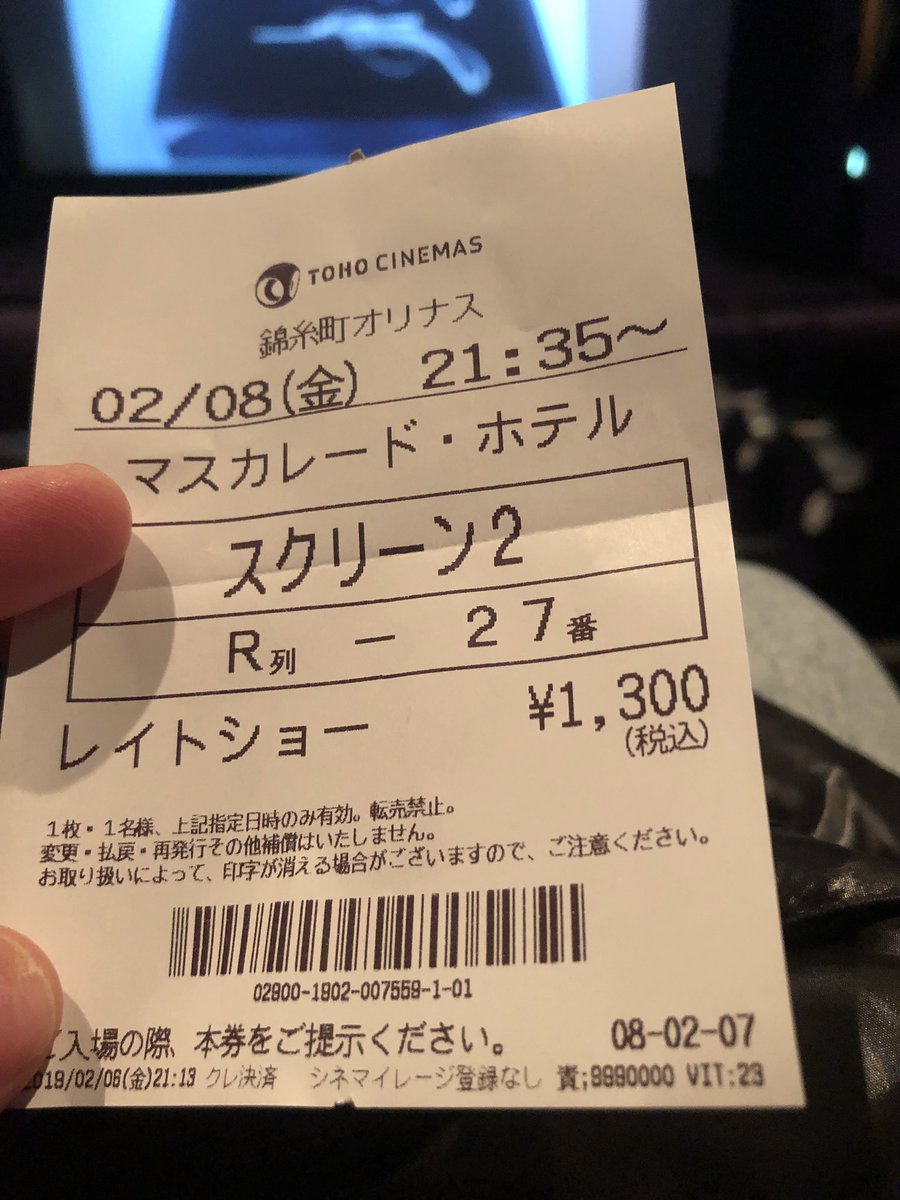 TOHO CINEMAS
錦糸町オリナス
02/08(金) 21:35～
マスカレード・ホテル
スクリーン2
R列 － 27番
レイトショー ¥1,300
(税込)
1枚・1名様、上記指定日時のみ有効。転売禁止。
変更・払戻・再発行その他補償はいたしません。
お取り扱いによって、印字が消える場合がございますので、ご注意ください。
02900-1902-007559-1-01
入場の際、本券をご提示ください。 08-02-07
(金)21:13 クレ決済 シネマイレージ登録なし 責;9990000 VIT:23